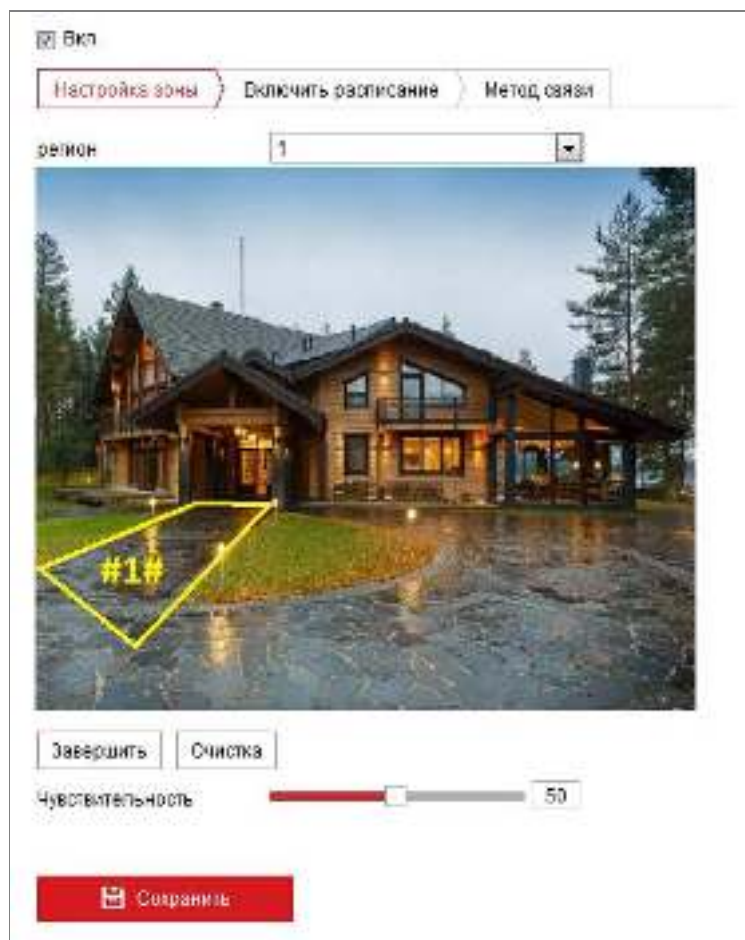 Вкл
Настройка зоны Включить расписание Метод связи
регион 1
#1#
Завершить Очистка
Чувствительность 50
Сохранить